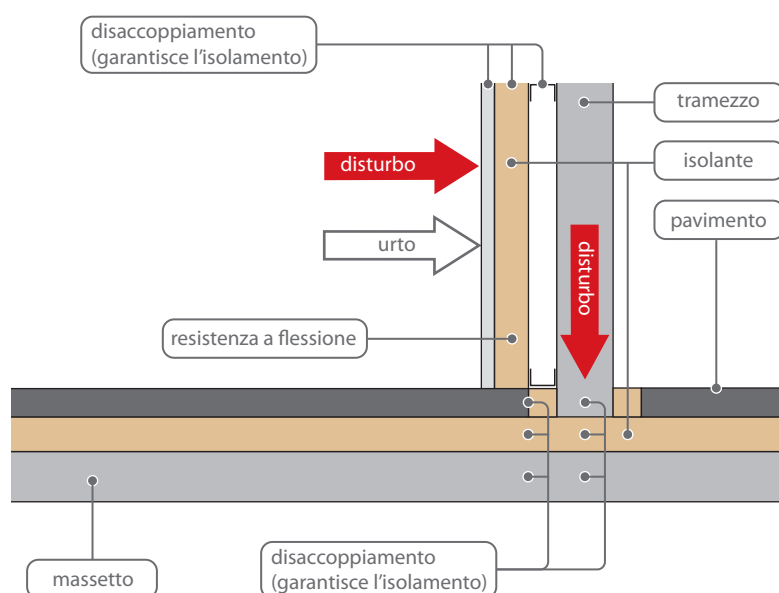 disaccoppiamento
(garantisce l’isolamento)
tramezzo
disturbo
isolante
pavimento
urto
disturbo
resistenza a flessione
disaccoppiamento
(garantisce l’isolamento)
massetto